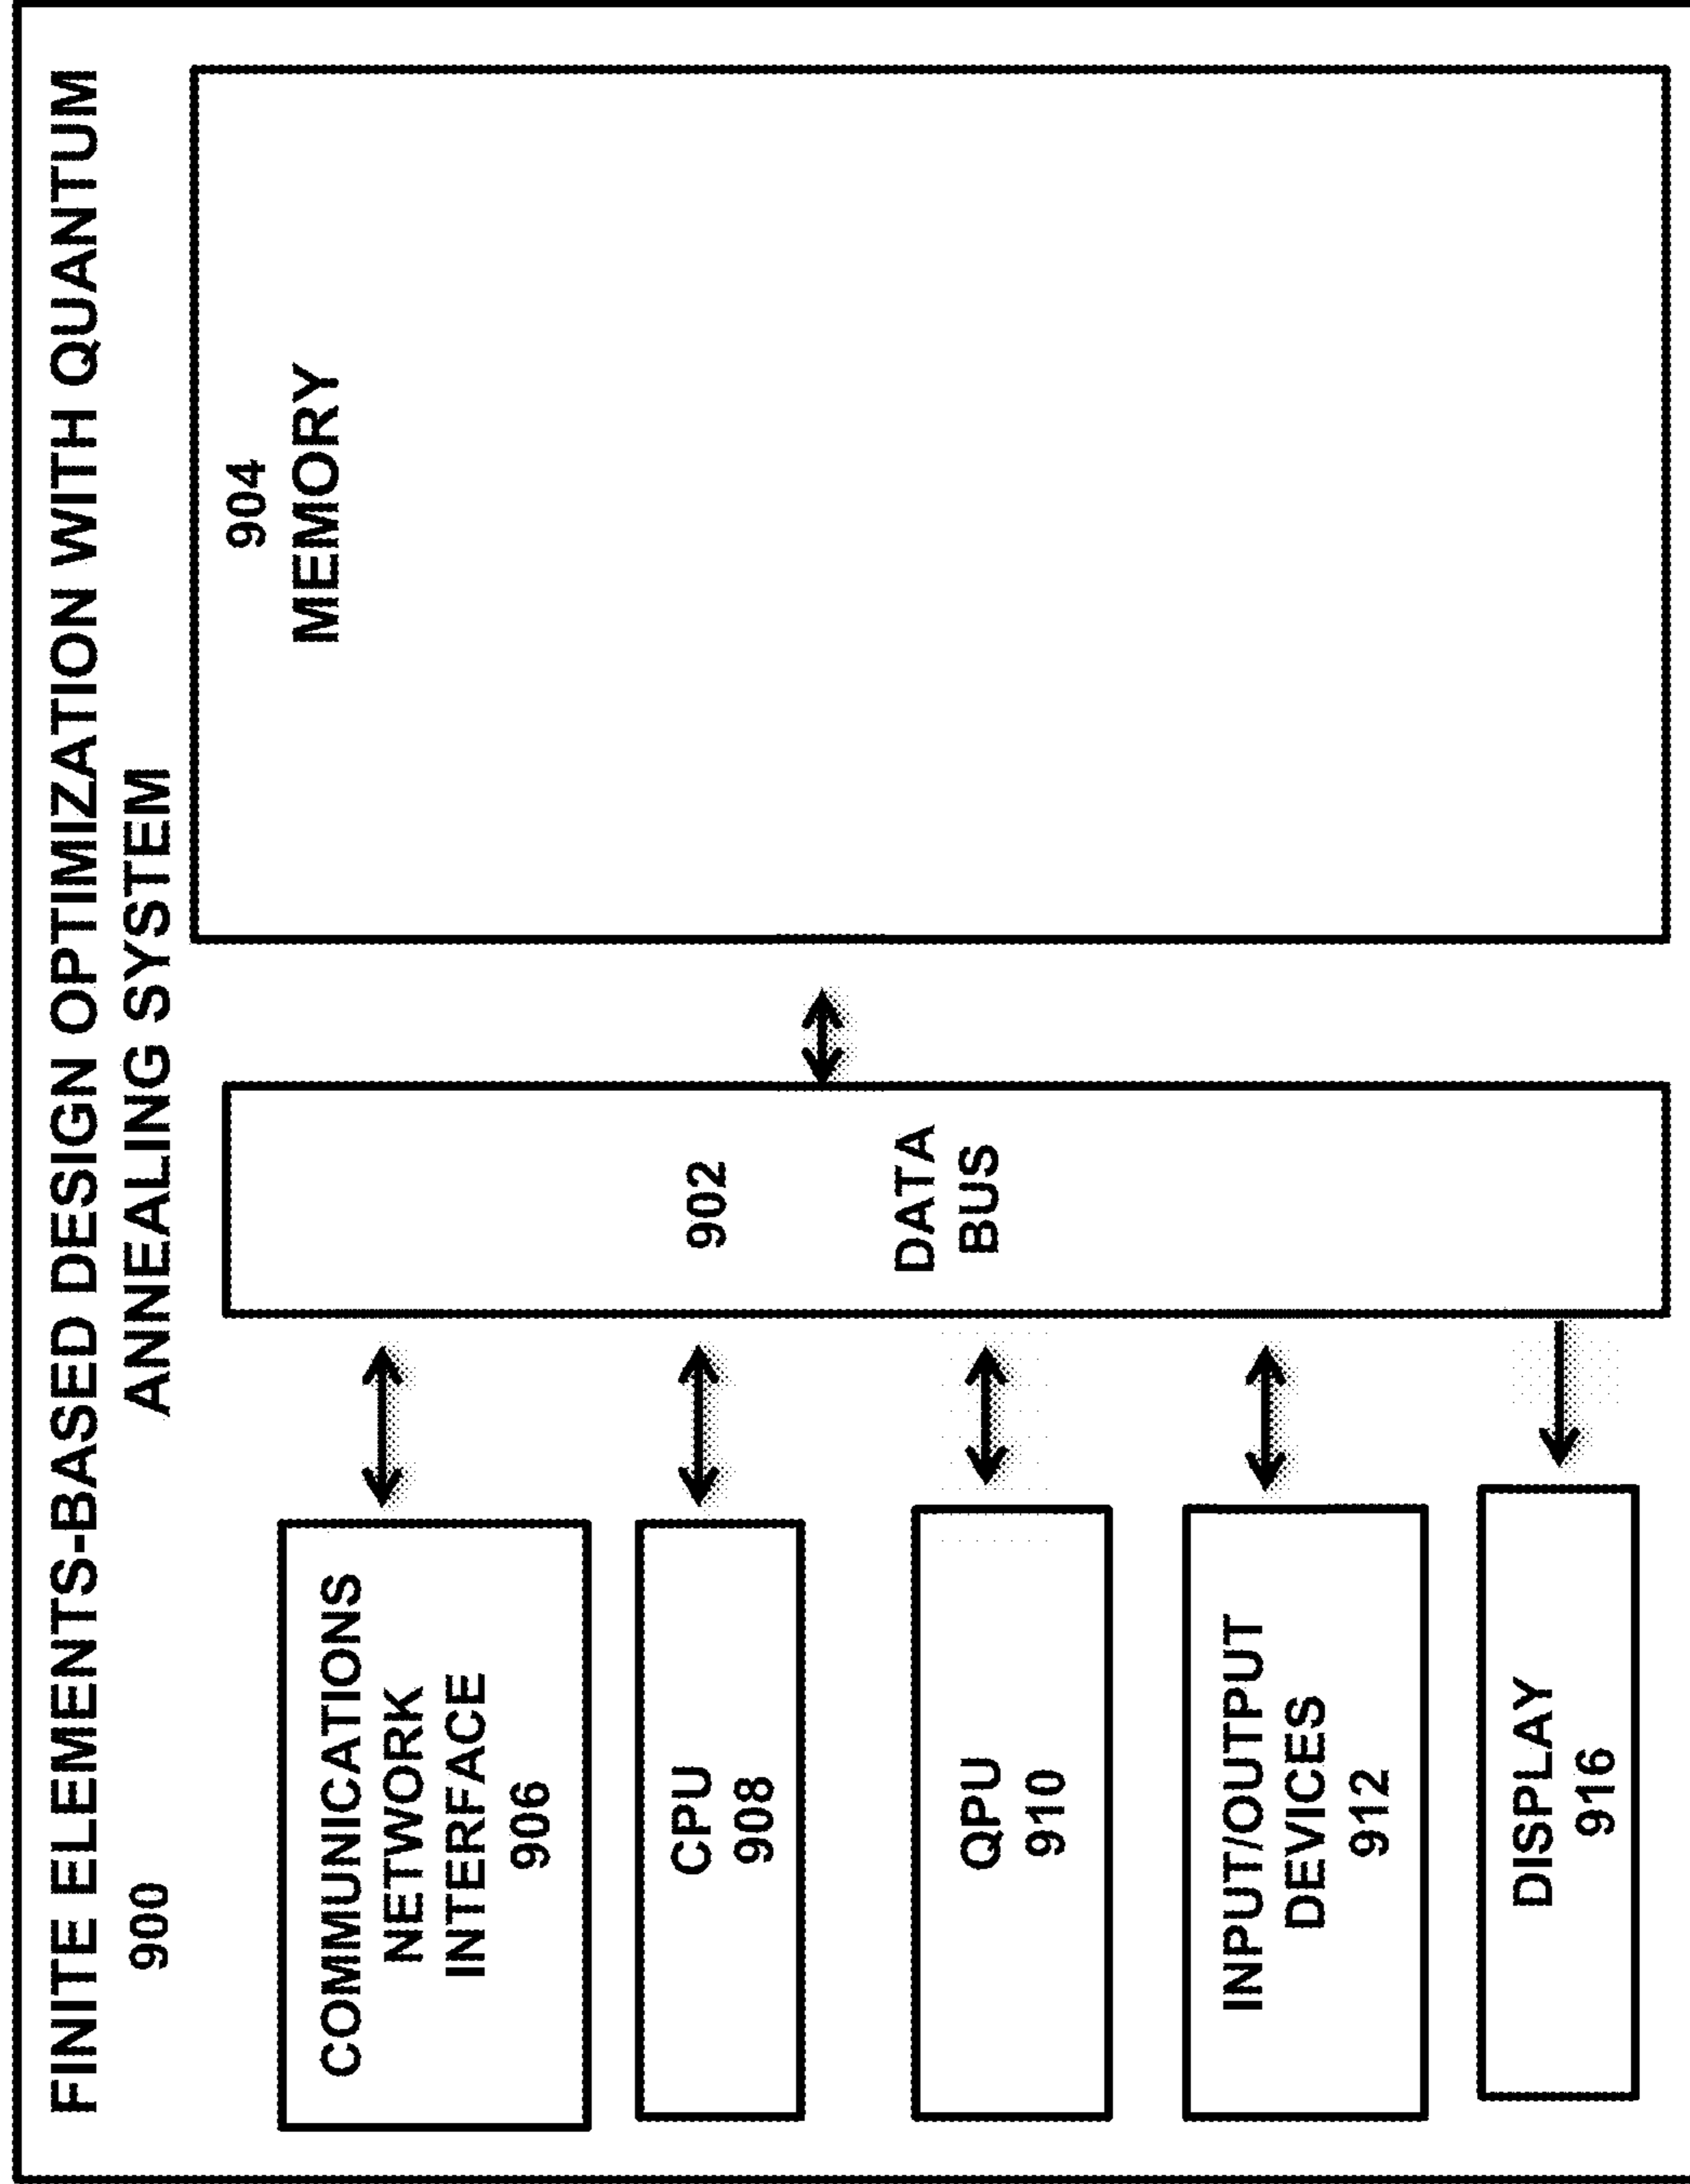 FINITE ELEMENTS-BASED DESIGN OPTIMIZATION WITH QUANTUM
ANNEALING SYSTEM
900
COMMUNICATIONS
NETWORK
INTERFACE
906
CPU
908
QPU
910
INPUT/OUTPUT
DEVICES
912
DISPLAY
916
902
DATA
BUS
904
MEMORY